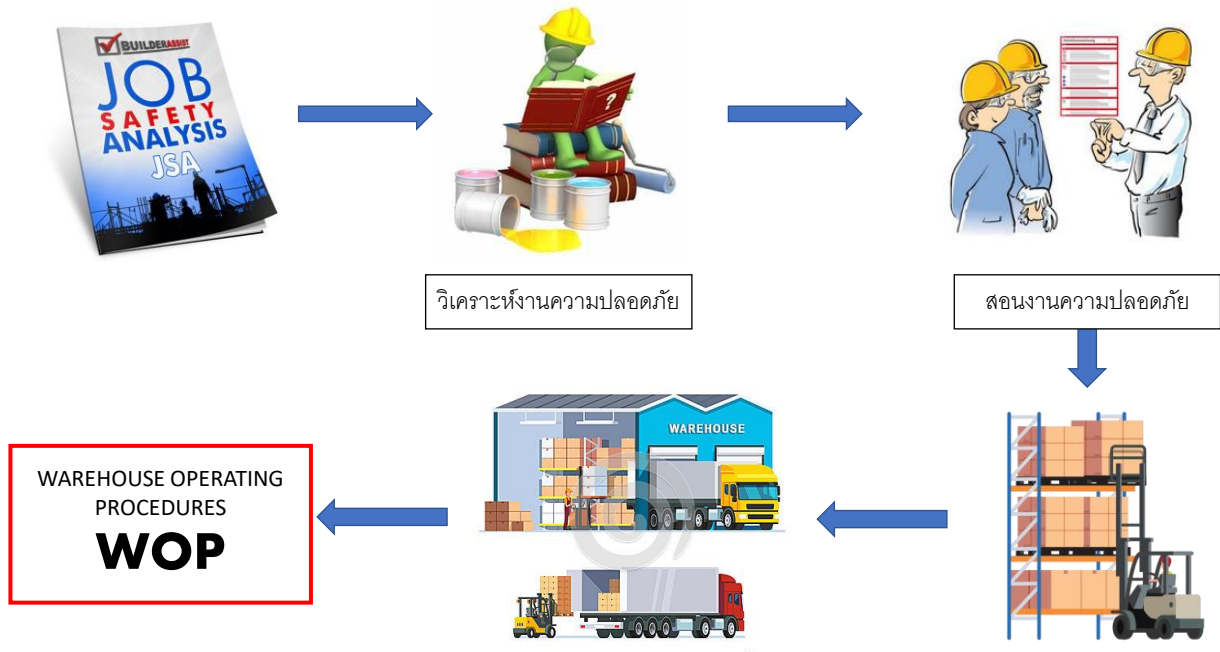 BUILDERASSIST
JOB
SAFETY
ANALYSIS
JSA
?
วิเคราะห์งานความปลอดภัย
สอนงานความปลอดภัย
WAREHOUSE
WAREHOUSE OPERATING
PROCEDURES
WOP